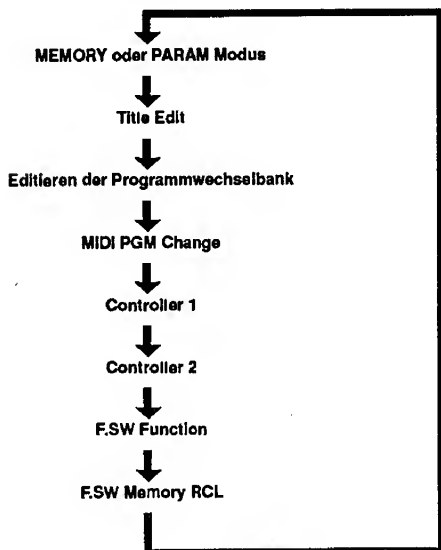 MEMORY oder PARAM Modus
Title Edit
Editieren der Programmwechselbank
MIDI PGM Change
Controller 1
Controller 2
F.SW Function
F.SW Memory RCL